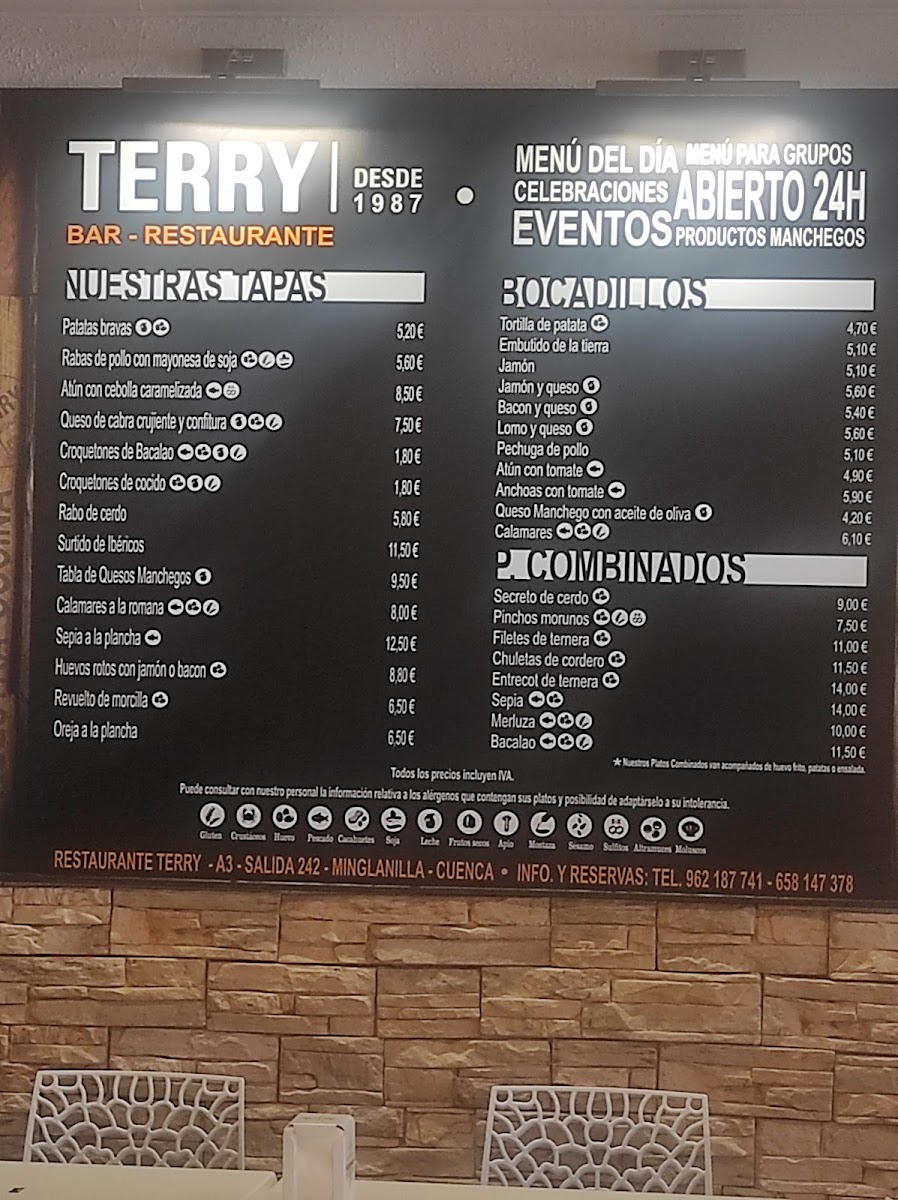 TERRY
DESDE
1987
BAR - RESTAURANTE
MENÚ DEL DÍA MENÚ PARA GRUPOS
CELEBRACIONES ABIERTO 24H
EVENTOS PRODUCTOS MANCHEGOS
NUESTRAS TAPAS
Patatas bravas 5,20 €
Rabas de pollo con mayonesa de soja 5,60 €
Atún con cebolla caramelizada 8,50 €
Queso de cabra crujiente y confitura 7,50 €
Croquetones de Bacalao 1,80 €
Croquetones de cocido 1,80 €
Rabo de cerdo 5,80 €
Surtido de Ibéricos 11,50 €
Tabla de Quesos Manchegos 9,50 €
Calamares a la romana 8,00 €
Sepia a la plancha 12,50 €
Huevos rotos con jamón o bacon 8,80 €
Revuelto de morcilla 6,50 €
Oreja a la plancha 6,50 €
BOCADILLOS
Tortilla de patata 4,70 €
Embutido de la tierra 5,10 €
Jamón 5,10 €
Jamón y queso 5,60 €
Bacon y queso 5,40 €
Lomo y queso 5,60 €
Pechuga de pollo 5,10 €
Atún con tomate 4,90 €
Anchoas con tomate 5,90 €
Queso Manchego con aceite de oliva 4,20 €
Calamares 6,10 €
P. COMBINADOS
Secreto de cerdo 9,00 €
Pinchos morunos 7,50 €
Filetes de ternera 11,00 €
Chuletas de cordero 11,50 €
Entrecot de ternera 14,00 €
Sepia 14,00 €
Merluza 10,00 €
Bacalao 11,50 €
* Nuestros Platos Combinados van acompañados de huevo frito, patatas o ensalada.
Todos los precios incluyen IVA.
Puede consultar con nuestro personal la información relativa a los alérgenos que contengan sus platos y posibilidad de adaptárselo a su intolerancia.
Gluten Crustáceos Huevo Pescado Cacahuetes Soja Leche Frutos secos Apio Mostaza Sésamo Sulfitos Altramuces Moluscos
RESTAURANTE TERRY - A3 - SALIDA 242 - MINGLANILLA - CUENCA • INFO. Y RESERVAS: TEL. 962 187 741 - 658 147 378